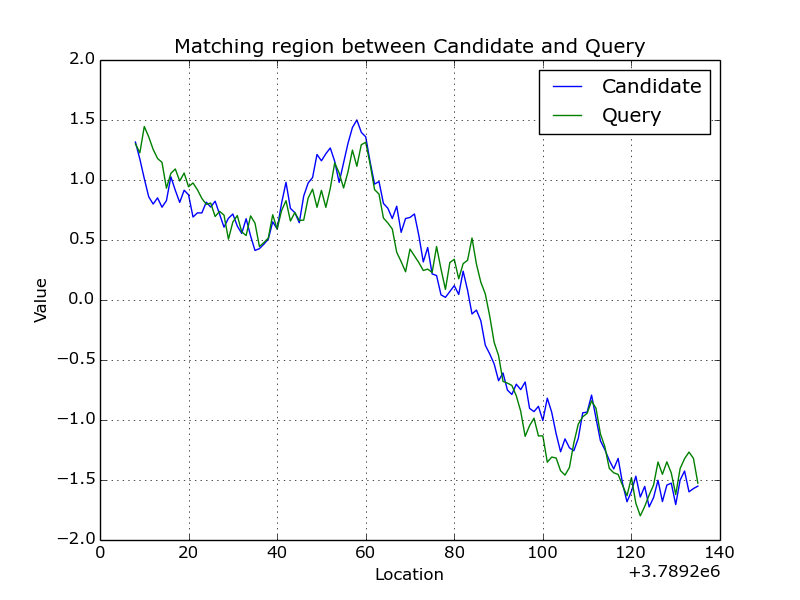 Matching region between Candidate and Query
Candidate
Query
2.0
1.5
1.0
0.5
0.0
−0.5
−1.0
−1.5
−2.0
Value
0 20 40 60 80 100 120 140
Location
+3.7892e6